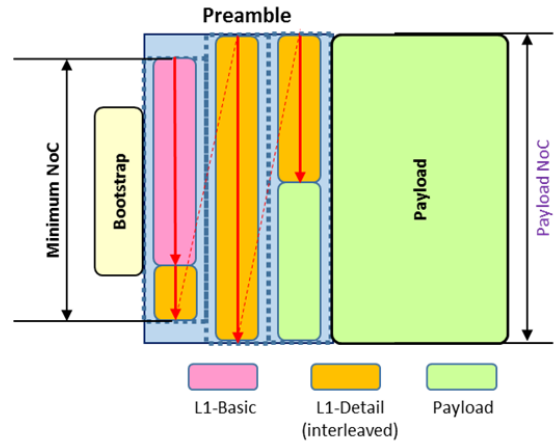 Preamble
Minimum NoC
Bootstrap
Payload
Payload NoC
L1-Basic
L1-Detail
(interleaved)
Payload